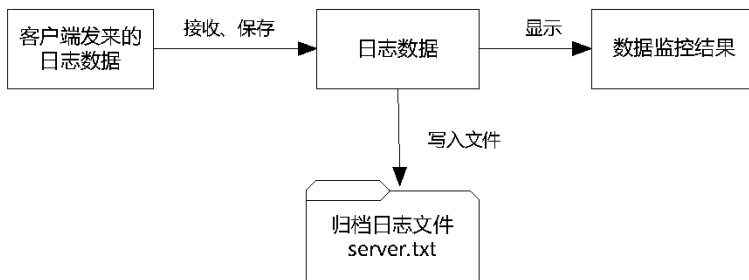 客户端发来的
日志数据
接收、保存
日志数据
显示
数据监控结果
写入文件
归档日志文件
server.txt